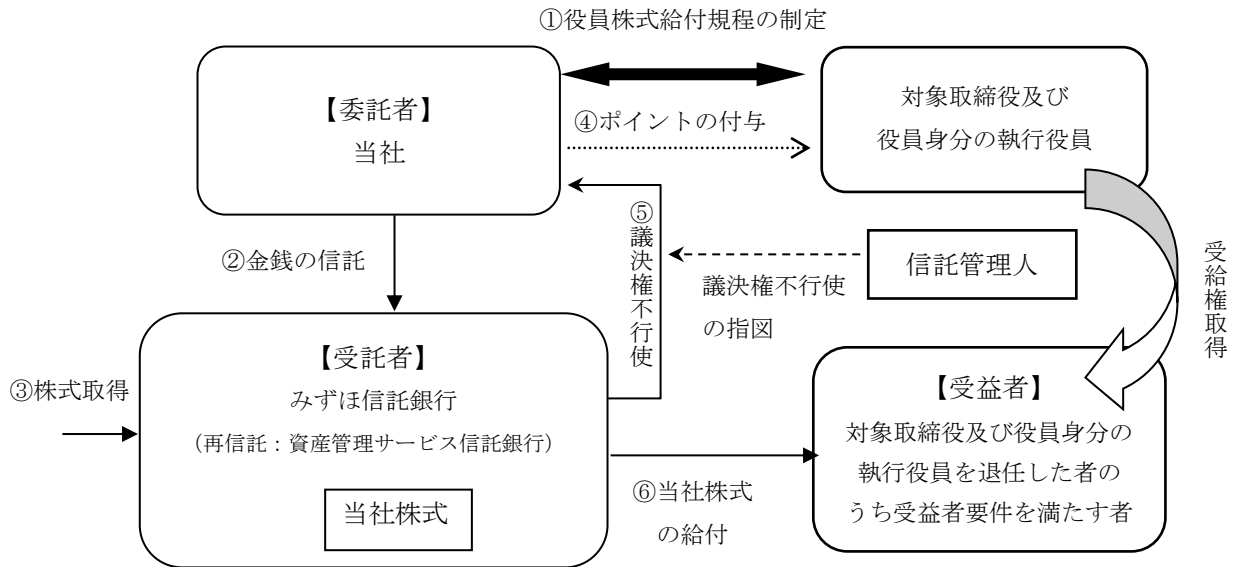 ①役員株式給付規程の制定
【委託者】
当社
④ポイントの付与
対象取締役及び
役員身分の執行役員
②金銭の信託
⑤議決権不行使
議決権不行使
の指図
信託管理人
受給権取得
③株式取得
【受託者】
みずほ信託銀行
（再信託：資産管理サービス信託銀行）
当社株式
⑥当社株式
の給付
【受益者】
対象取締役及び役員身分の
執行役員を退任した者の
うち受益者要件を満たす者